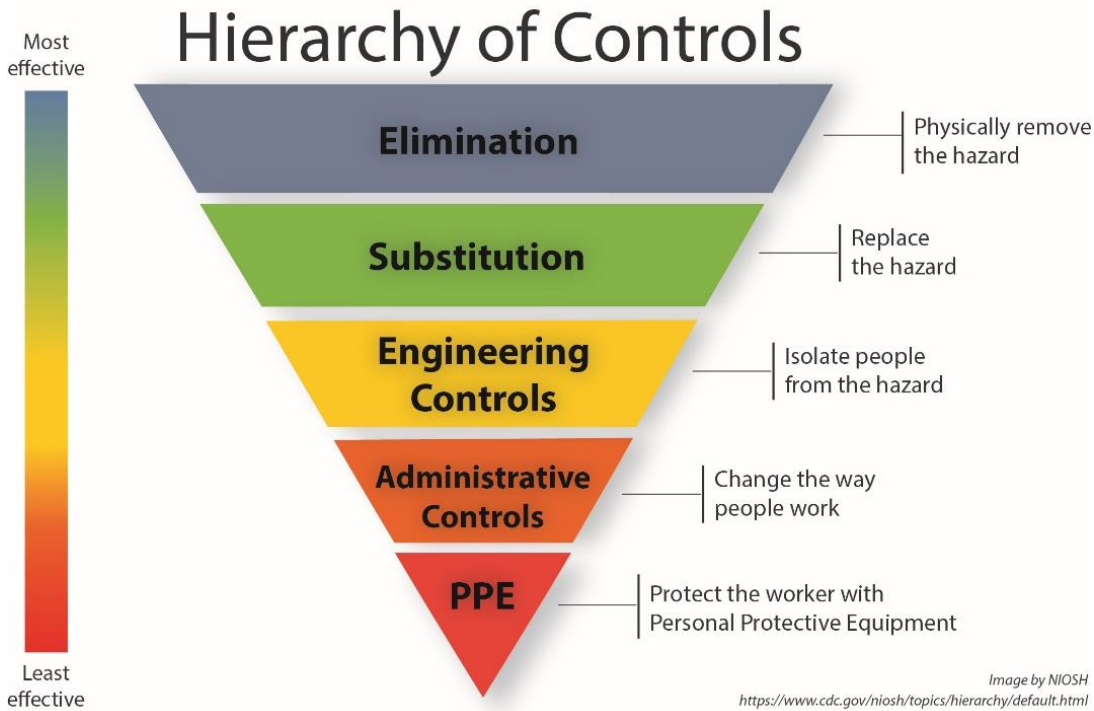 Hierarchy of Controls
Most
effective
Elimination
Physically remove
the hazard
Substitution
Replace
the hazard
Engineering
Controls
Isolate people
from the hazard
Administrative
Controls
Change the way
people work
PPE
Protect the worker with
Personal Protective Equipment
Least
effective
Image by NIOSH
https://www.cdc.gov/niosh/topics/hierarchy/default.html